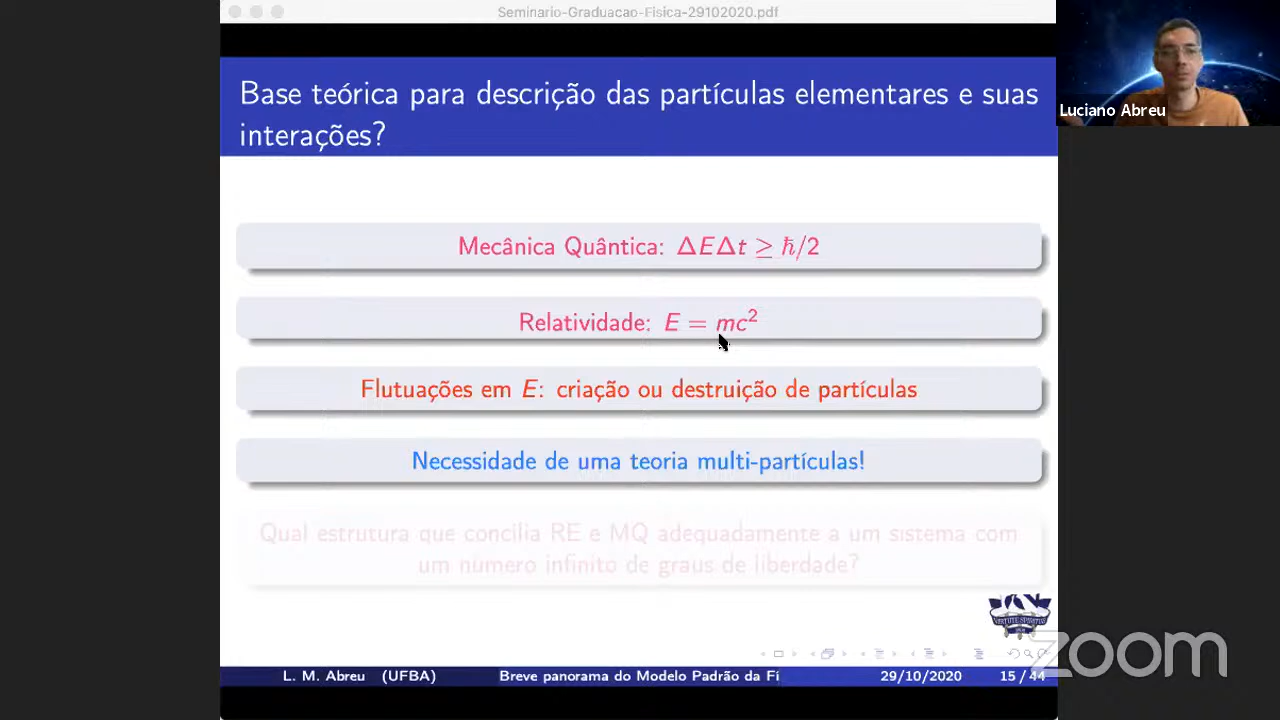 Seminario-Graduacao-Fisica-29102020.pdf
Luciano Abreu
Base teórica para descrição das partículas elementares e suas
interações?
Mecânica Quântica: ΔEΔt ≥ ℏ/2
Relatividade: E = mc²
Flutuações em E: criação ou destruição de partículas
Necessidade de uma teoria multi-partículas!
Qual estrutura que concilia RE e MQ adequadamente a um sistema com
um número infinito de graus de liberdade?
VIRTUTE SPIRITUS
zoom
L. M. Abreu (UFBA) Breve panorama do Modelo Padrão da Fí 29/10/2020 15 / 44